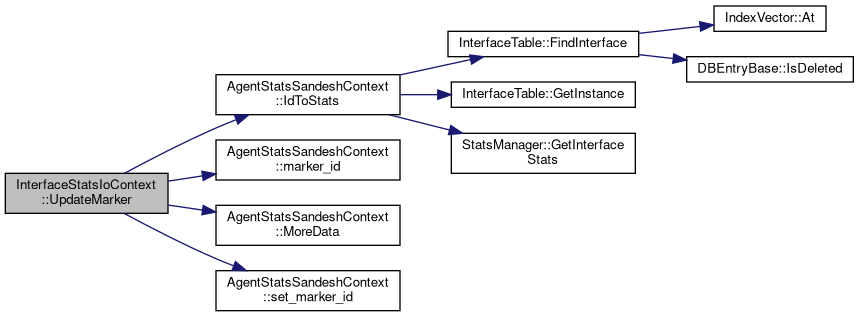 InterfaceStatsIoContext
::UpdateMarker
AgentStatsSandeshContext
::IdToStats
AgentStatsSandeshContext
::marker_id
AgentStatsSandeshContext
::MoreData
AgentStatsSandeshContext
::set_marker_id
InterfaceTable::FindInterface
InterfaceTable::GetInstance
StatsManager::GetInterface
Stats
IndexVector::At
DBEntryBase::IsDeleted